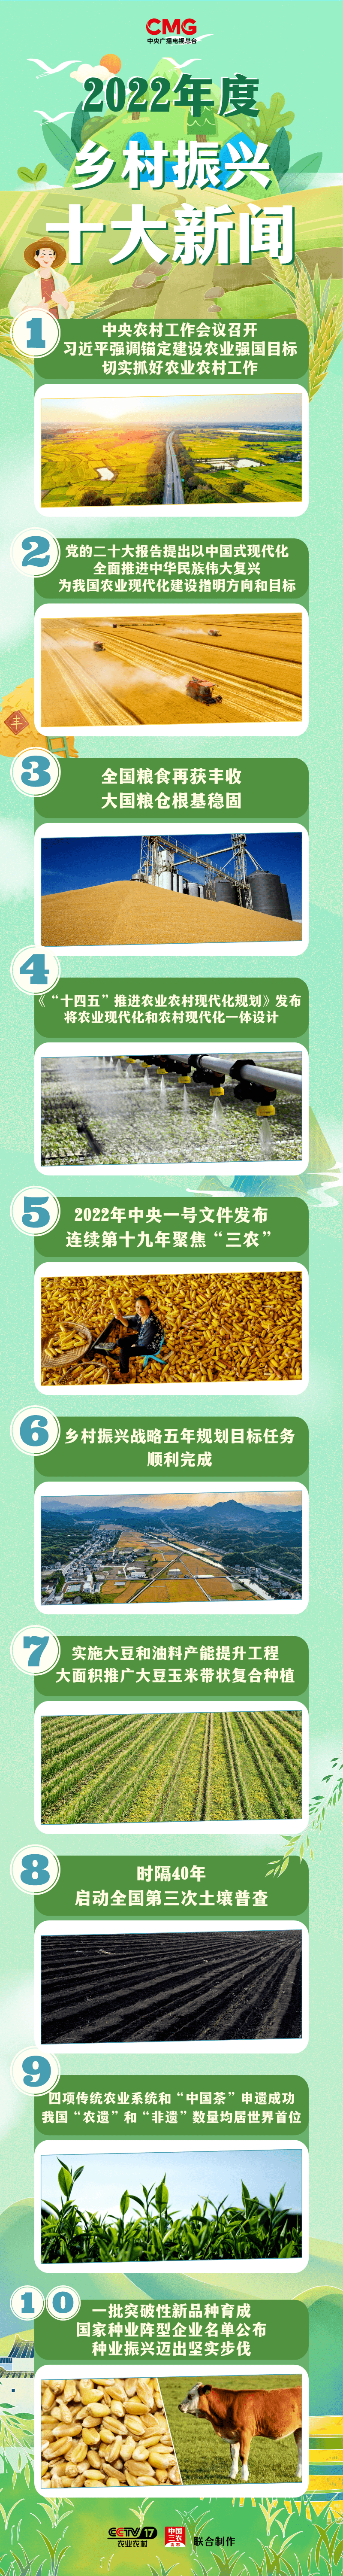 CMG
中央广播电视总台
2022年度
乡村振兴
十大新闻
1
中央农村工作会议召开
习近平强调锚定建设农业强国目标
切实抓好农业农村工作
2
党的二十大报告提出以中国式现代化
全面推进中华民族伟大复兴
为我国农业现代化建设指明方向和目标
丰
3
全国粮食再获丰收
大国粮仓根基稳固
4
《“十四五”推进农业农村现代化规划》发布
将农业现代化和农村现代化一体设计
5
2022年中央一号文件发布
连续第十九年聚焦“三农”
6
乡村振兴战略五年规划目标任务
顺利完成
7
实施大豆和油料产能提升工程
大面积推广大豆玉米带状复合种植
8
时隔40年
启动全国第三次土壤普查
9
四项传统农业系统和“中国茶”申遗成功
我国“农遗”和“非遗”数量均居世界首位
10
一批突破性新品种育成
国家种业阵型企业名单公布
种业振兴迈出坚实步伐
CCTV 17
农业农村
中国三农
联合制作